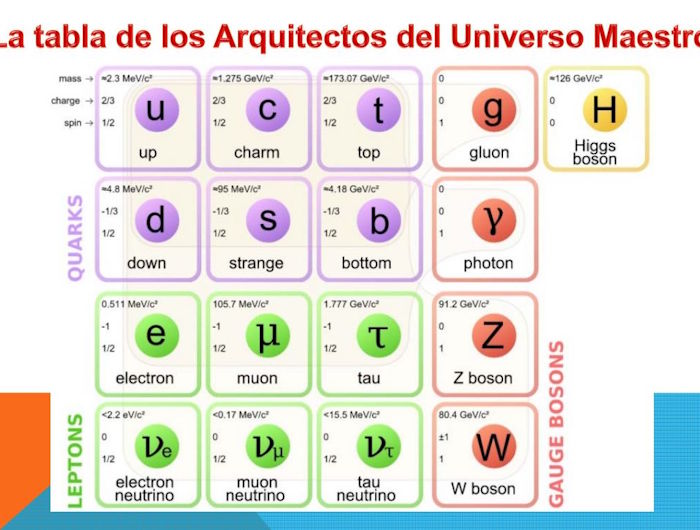 La tabla de los Arquitectos del Universo Maestro
mass → ≈2.3 MeV/c²
charge → 2/3
spin → 1/2
u
up
≈1.275 GeV/c²
2/3
1/2
c
charm
≈173.07 GeV/c²
2/3
1/2
t
top
0
0
1
g
gluon
≈126 GeV/c²
0
0
H
Higgs
boson
QUARKS
≈4.8 MeV/c²
-1/3
1/2
d
down
≈95 MeV/c²
-1/3
1/2
s
strange
≈4.18 GeV/c²
-1/3
1/2
b
bottom
0
0
1
γ
photon
LEPTONS
0.511 MeV/c²
-1
1/2
e
electron
105.7 MeV/c²
-1
1/2
μ
muon
1.777 GeV/c²
-1
1/2
τ
tau
91.2 GeV/c²
0
1
Z
Z boson
GAUGE BOSONS
<2.2 eV/c²
0
1/2
νe
electron
neutrino
<0.17 MeV/c²
0
1/2
νμ
muon
neutrino
<15.5 MeV/c²
0
1/2
ντ
tau
neutrino
80.4 GeV/c²
±1
1
W
W boson